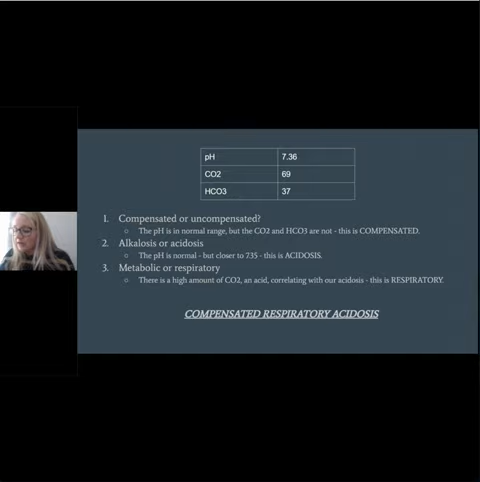 pH 7.36
CO2 69
HCO3 37
1. Compensated or uncompensated?
○ The pH is in normal range, but the CO2 and HCO3 are not - this is COMPENSATED.
2. Alkalosis or acidosis
○ The pH is normal - but closer to 7.35 - this is ACIDOSIS.
3. Metabolic or respiratory
○ There is a high amount of CO2, an acid, correlating with our acidosis - this is RESPIRATORY.
COMPENSATED RESPIRATORY ACIDOSIS